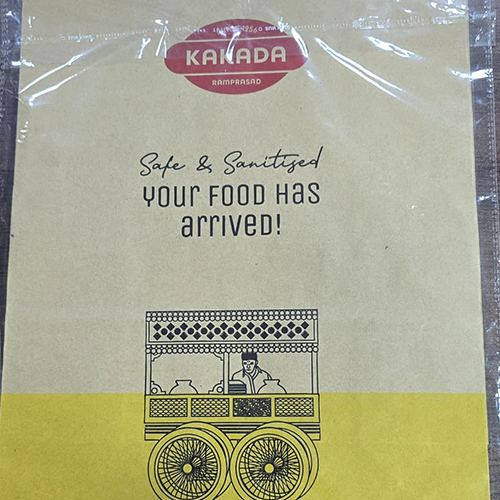 KAKADA
RAMPRASAD
Safe & Sanitised
YOUR FOOD HAS
arrived!